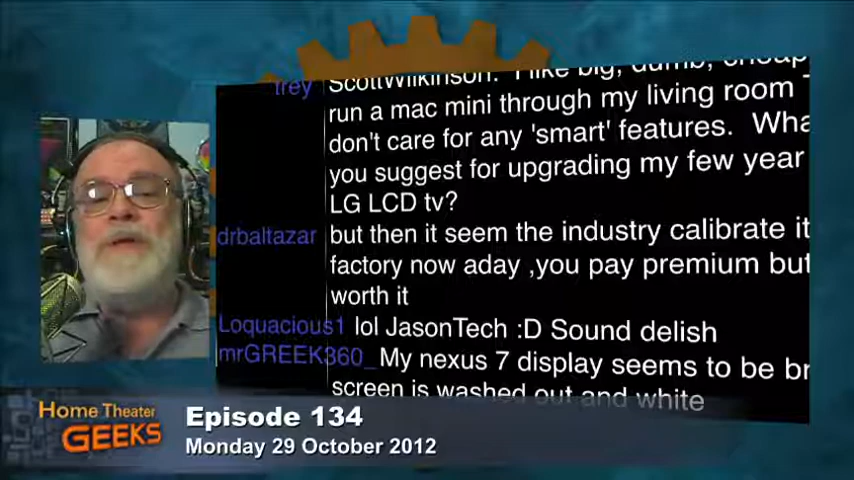 frey ScottWilkinson: I like big, dumb, cheap
run a mac mini through my living room
don't care for any 'smart' features. Wha
you suggest for upgrading my few year
LG LCD tv?
drbaltazar but then it seem the industry calibrate it
factory now aday ,you pay premium but
worth it
Loquacious1 lol JasonTech :D Sound delish
mrGREEK360_ My nexus 7 display seems to be br
screen is washed out and white
Home Theater
GEEKS
Episode 134
Monday 29 October 2012